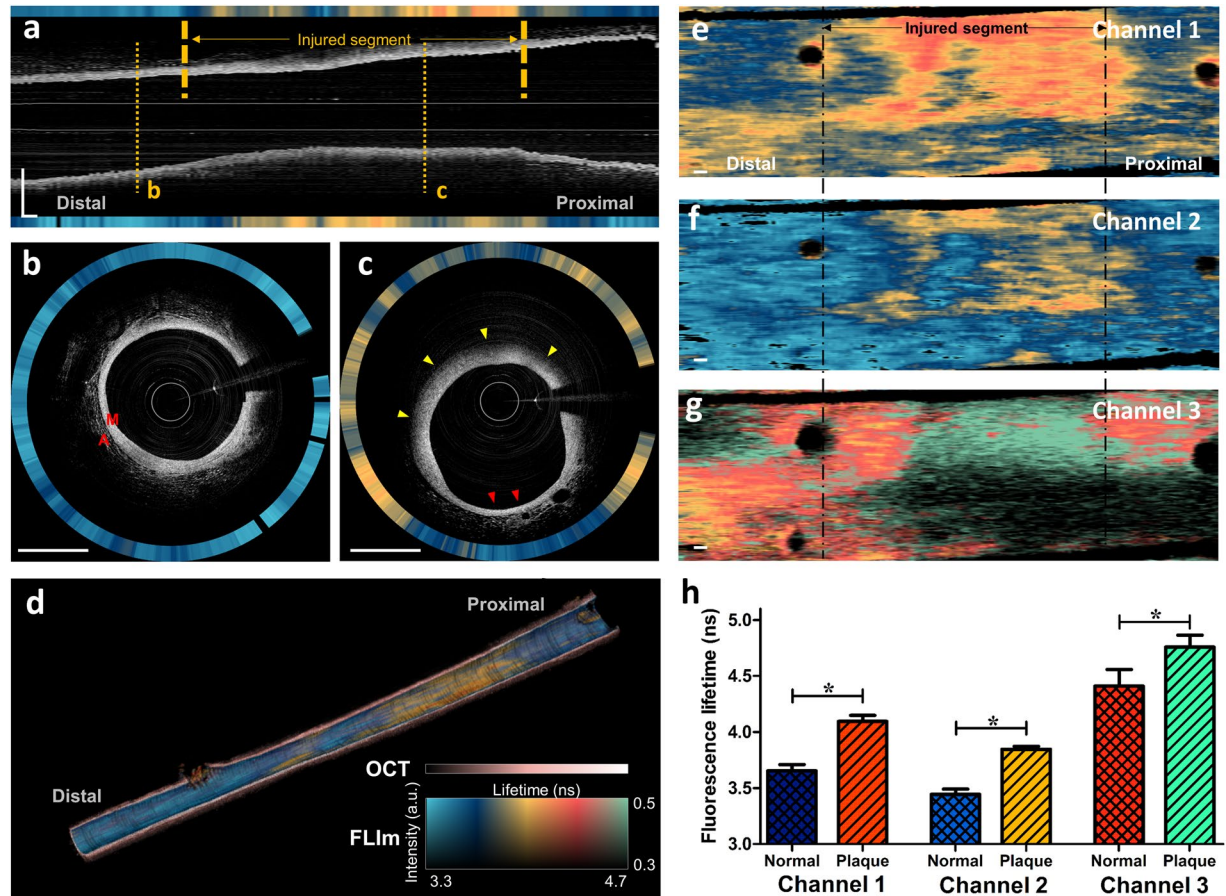 a
Injured segment
b
c
Distal
Proximal
b
M
A
c
d
Proximal
Distal
OCT
Lifetime (ns)
FLIm
Intensity (a.u.)
0.5
0.3
3.3
4.7
e
Injured segment
Channel 1
Distal
Proximal
f
Channel 2
g
Channel 3
h
Fluorescence lifetime (ns)
5.0
4.5
4.0
3.5
3.0
*
*
*
Normal Plaque Normal Plaque Normal Plaque
Channel 1 Channel 2 Channel 3